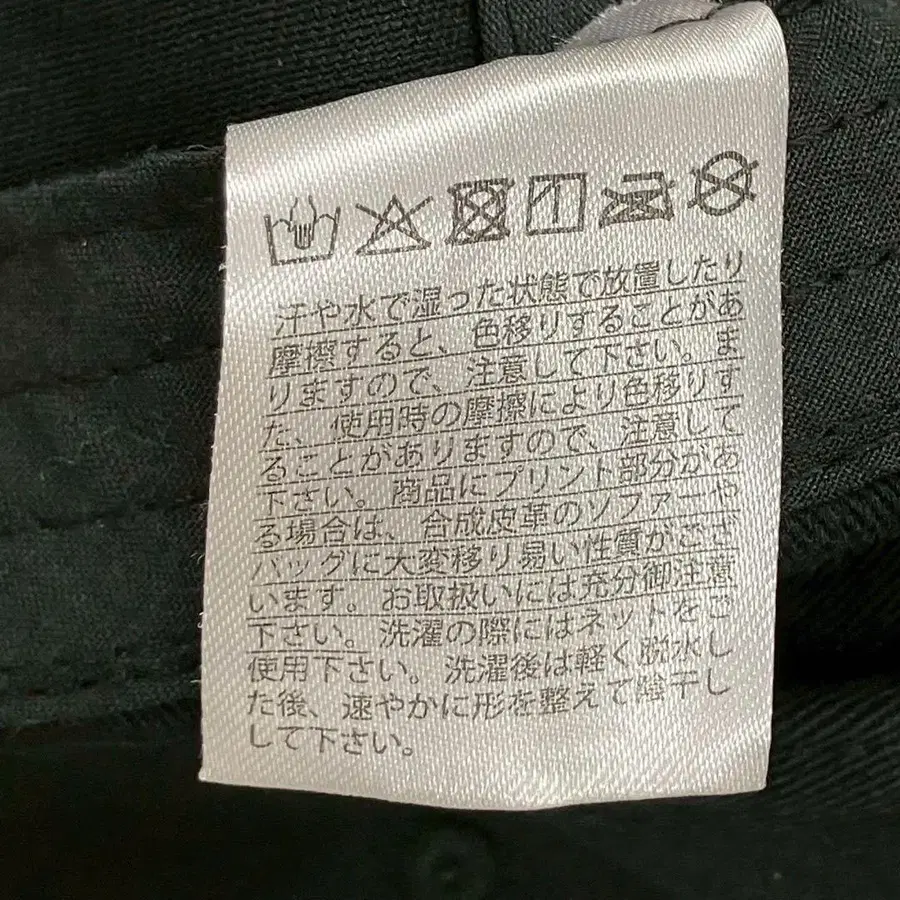 汗や水で湿った状態で放置したり
摩擦すると、色移りすることがあ
りますので、注意して下さい。ま
た、使用時の摩擦により色移りす
ることがありますので、注意して
下さい。商品にプリント部分があ
る場合は、合成皮革のソファーや
バッグに大変移り易い性質がござ
います。お取扱いには充分御注意
下さい。洗濯の際にはネットをご
使用下さい。洗濯後は軽く脱水し
た後、速やかに形を整えて陰干し
して下さい。